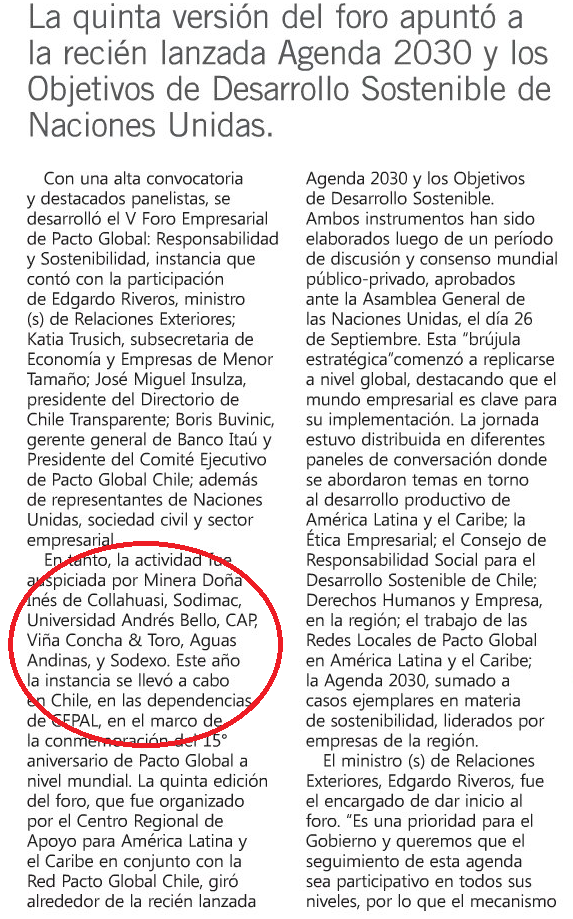 La quinta versión del foro apuntó a
la recién lanzada Agenda 2030 y los
Objetivos de Desarrollo Sostenible de
Naciones Unidas.
Con una alta convocatoria
y destacados panelistas, se
desarrolló el V Foro Empresarial
de Pacto Global: Responsabilidad
y Sostenibilidad, instancia que
contó con la participación
de Edgardo Riveros, ministro
(s) de Relaciones Exteriores;
Katia Trusich, subsecretaria de
Economía y Empresas de Menor
Tamaño; José Miguel Insulza,
presidente del Directorio de
Chile Transparente; Boris Buvinic,
gerente general de Banco Itaú y
Presidente del Comité Ejecutivo
de Pacto Global Chile; además
de representantes de Naciones
Unidas, sociedad civil y sector
empresarial.
En tanto, la actividad fue
auspiciada por Minera Doña
Inés de Collahuasi, Sodimac,
Universidad Andrés Bello, CAP,
Viña Concha & Toro, Aguas
Andinas, y Sodexo. Este año
la instancia se llevó a cabo
en Chile, en las dependencias
de CEPAL, en el marco de
la conmemoración del 15°
aniversario de Pacto Global a
nivel mundial. La quinta edición
del foro, que fue organizado
por el Centro Regional de
Apoyo para América Latina y
el Caribe en conjunto con la
Red Pacto Global Chile, giró
alrededor de la recién lanzada
Agenda 2030 y los Objetivos
de Desarrollo Sostenible.
Ambos instrumentos han sido
elaborados luego de un período
de discusión y consenso mundial
público-privado, aprobados
ante la Asamblea General de
las Naciones Unidas, el día 26
de Septiembre. Esta “brújula
estratégica”comenzó a replicarse
a nivel global, destacando que el
mundo empresarial es clave para
su implementación. La jornada
estuvo distribuida en diferentes
paneles de conversación donde
se abordaron temas en torno
al desarrollo productivo de
América Latina y el Caribe; la
Ética Empresarial; el Consejo de
Responsabilidad Social para el
Desarrollo Sostenible de Chile;
Derechos Humanos y Empresa,
en la región; el trabajo de las
Redes Locales de Pacto Global
en América Latina y el Caribe;
la Agenda 2030, sumado a
casos ejemplares en materia
de sostenibilidad, liderados por
empresas de la región.
El ministro (s) de Relaciones
Exteriores, Edgardo Riveros, fue
el encargado de dar inicio al
foro. “Es una prioridad para el
Gobierno y queremos que el
seguimiento de esta agenda
sea participativo en todos sus
niveles, por lo que el mecanismo